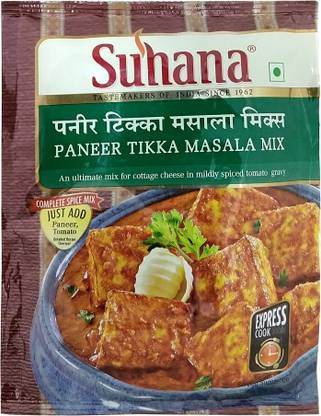 Suhana®
TASTEMAKERS OF INDIA SINCE 1962
पनीर टिक्का मसाला मिक्स
PANEER TIKKA MASALA MIX
An ultimate mix for cottage cheese in mildly spiced tomato gravy
COMPLETE SPICE MIX
JUST ADD
Paneer,
Tomato
EXPRESS
COOK